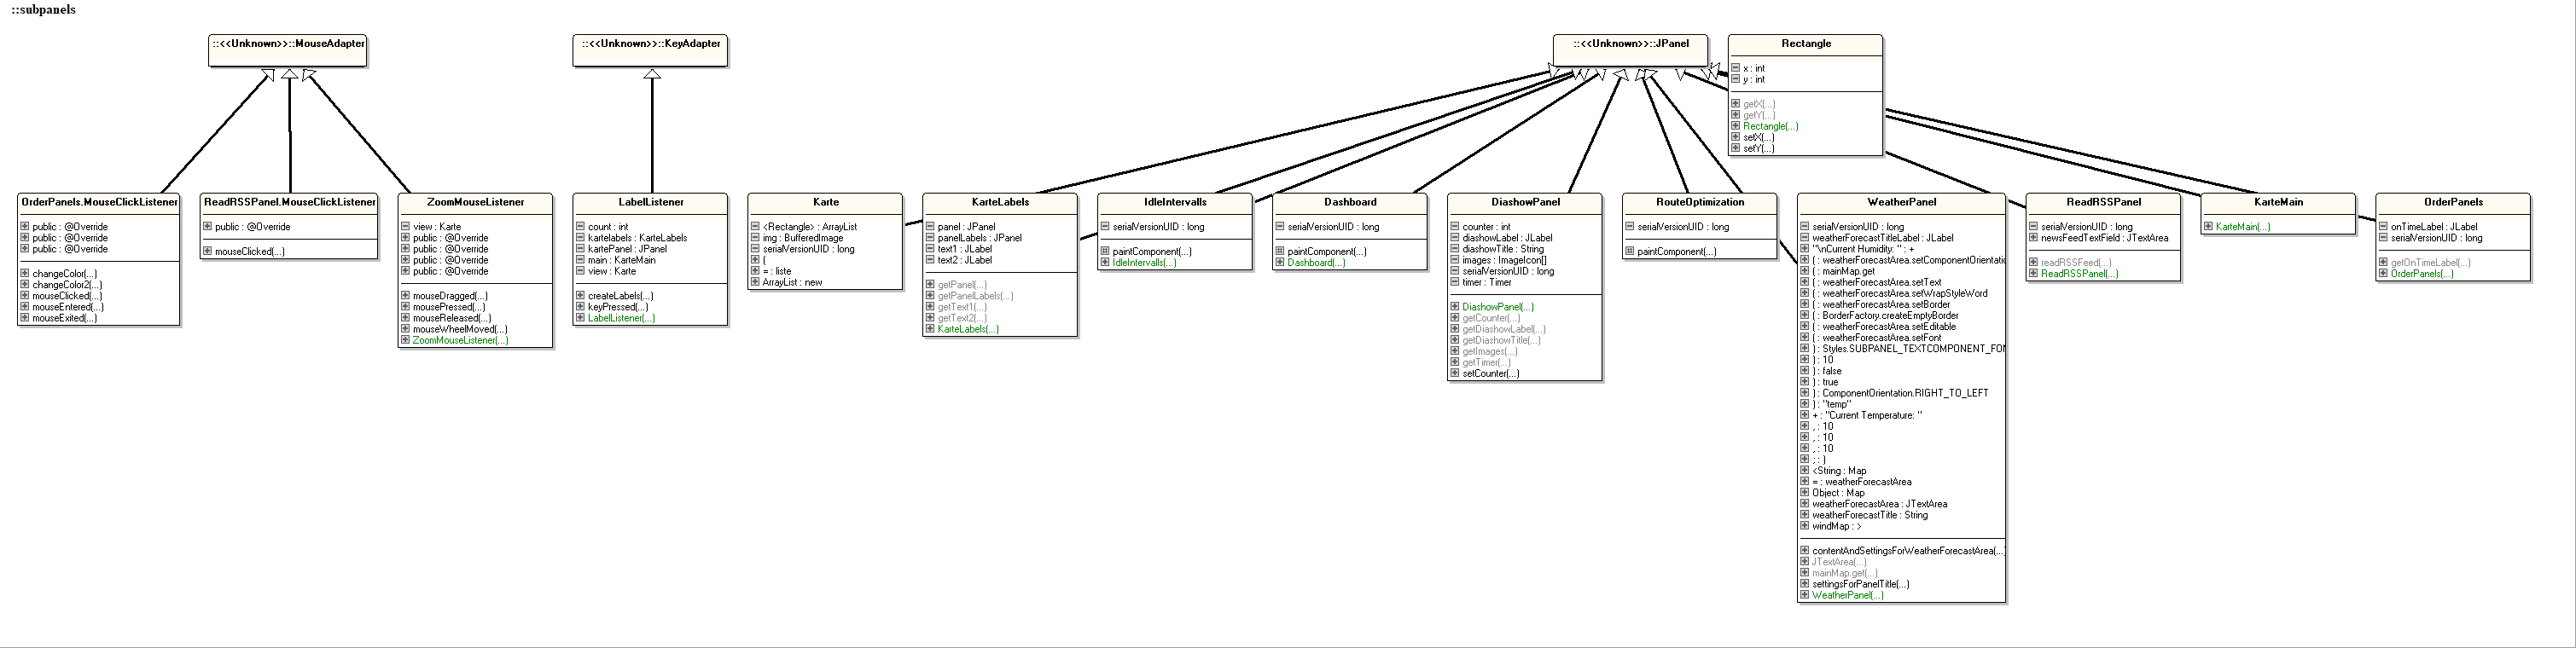 ::subpanels
::<<Unknown>>::MouseAdapter
::<<Unknown>>::KeyAdapter
::<<Unknown>>::JPanel
Rectangle
x : int
y : int
getX(...)
getY(...)
Rectangle(...)
setX(...)
setY(...)
OrderPanels.MouseClickListener
public : @Override
public : @Override
public : @Override
changeColor(...)
changeColor2(...)
mouseClicked(...)
mouseEntered(...)
mouseExited(...)
ReadRSSPanel.MouseClickListener
public : @Override
mouseClicked(...)
ZoomMouseListener
view : Karte
public : @Override
public : @Override
public : @Override
public : @Override
mouseDragged(...)
mousePressed(...)
mouseReleased(...)
mouseWheelMoved(...)
ZoomMouseListener(...)
LabelListener
count : int
kartelabels : KarteLabels
kartePanel : JPanel
main : KarteMain
view : Karte
createLabels(...)
keyPressed(...)
LabelListener(...)
Karte
<Rectangle> : ArrayList
img : BufferedImage
serialVersionUID : long
(
= : liste
ArrayList : new
KarteLabels
panel : JPanel
panelLabels : JPanel
text1 : JLabel
text2 : JLabel
getPanel(...)
getPanelLabels(...)
getText1(...)
getText2(...)
KarteLabels(...)
IdleIntervalls
serialVersionUID : long
paintComponent(...)
IdleIntervalls(...)
Dashboard
serialVersionUID : long
paintComponent(...)
Dashboard(...)
DiashowPanel
counter : int
diashowLabel : JLabel
diashowTitle : String
images : ImageIcon[]
serialVersionUID : long
timer : Timer
DiashowPanel(...)
getCounter(...)
getDiashowLabel(...)
getDiashowTitle(...)
getImages(...)
getTimer(...)
setCounter(...)
RouteOptimization
serialVersionUID : long
paintComponent(...)
WeatherPanel
serialVersionUID : long
weatherForecastTitleLabel : JLabel
"\nCurrent Humidity: " : +
( : weatherForecastArea.setComponentOrientatio
( : mainMap.get
( : weatherForecastArea.setText
( : weatherForecastArea.setWrapStyleWord
( : weatherForecastArea.setBorder
( : BorderFactory.createEmptyBorder
( : weatherForecastArea.setEditable
( : weatherForecastArea.setFont
) : Styles.SUBPANEL_TEXTCOMPONENT_FON
) : 10
) : false
) : true
) : ComponentOrientation.RIGHT_TO_LEFT
) : "temp"
+ : "Current Temperature: "
, : 10
, : 10
, : 10
; : )
<String : Map
= : weatherForecastArea
Object : Map
weatherForecastArea : JTextArea
weatherForecastTitle : String
windMap : >
contentAndSettingsForWeatherForecastArea(...)
JTextArea(...)
mainMap.get(...)
settingsForPanelTitle(...)
WeatherPanel(...)
ReadRSSPanel
serialVersionUID : long
newsFeedTextField : JTextArea
readRSSFeed(...)
ReadRSSPanel(...)
KarteMain
KarteMain(...)
OrderPanels
onTimeLabel : JLabel
serialVersionUID : long
getOnTimeLabel(...)
OrderPanels(...)